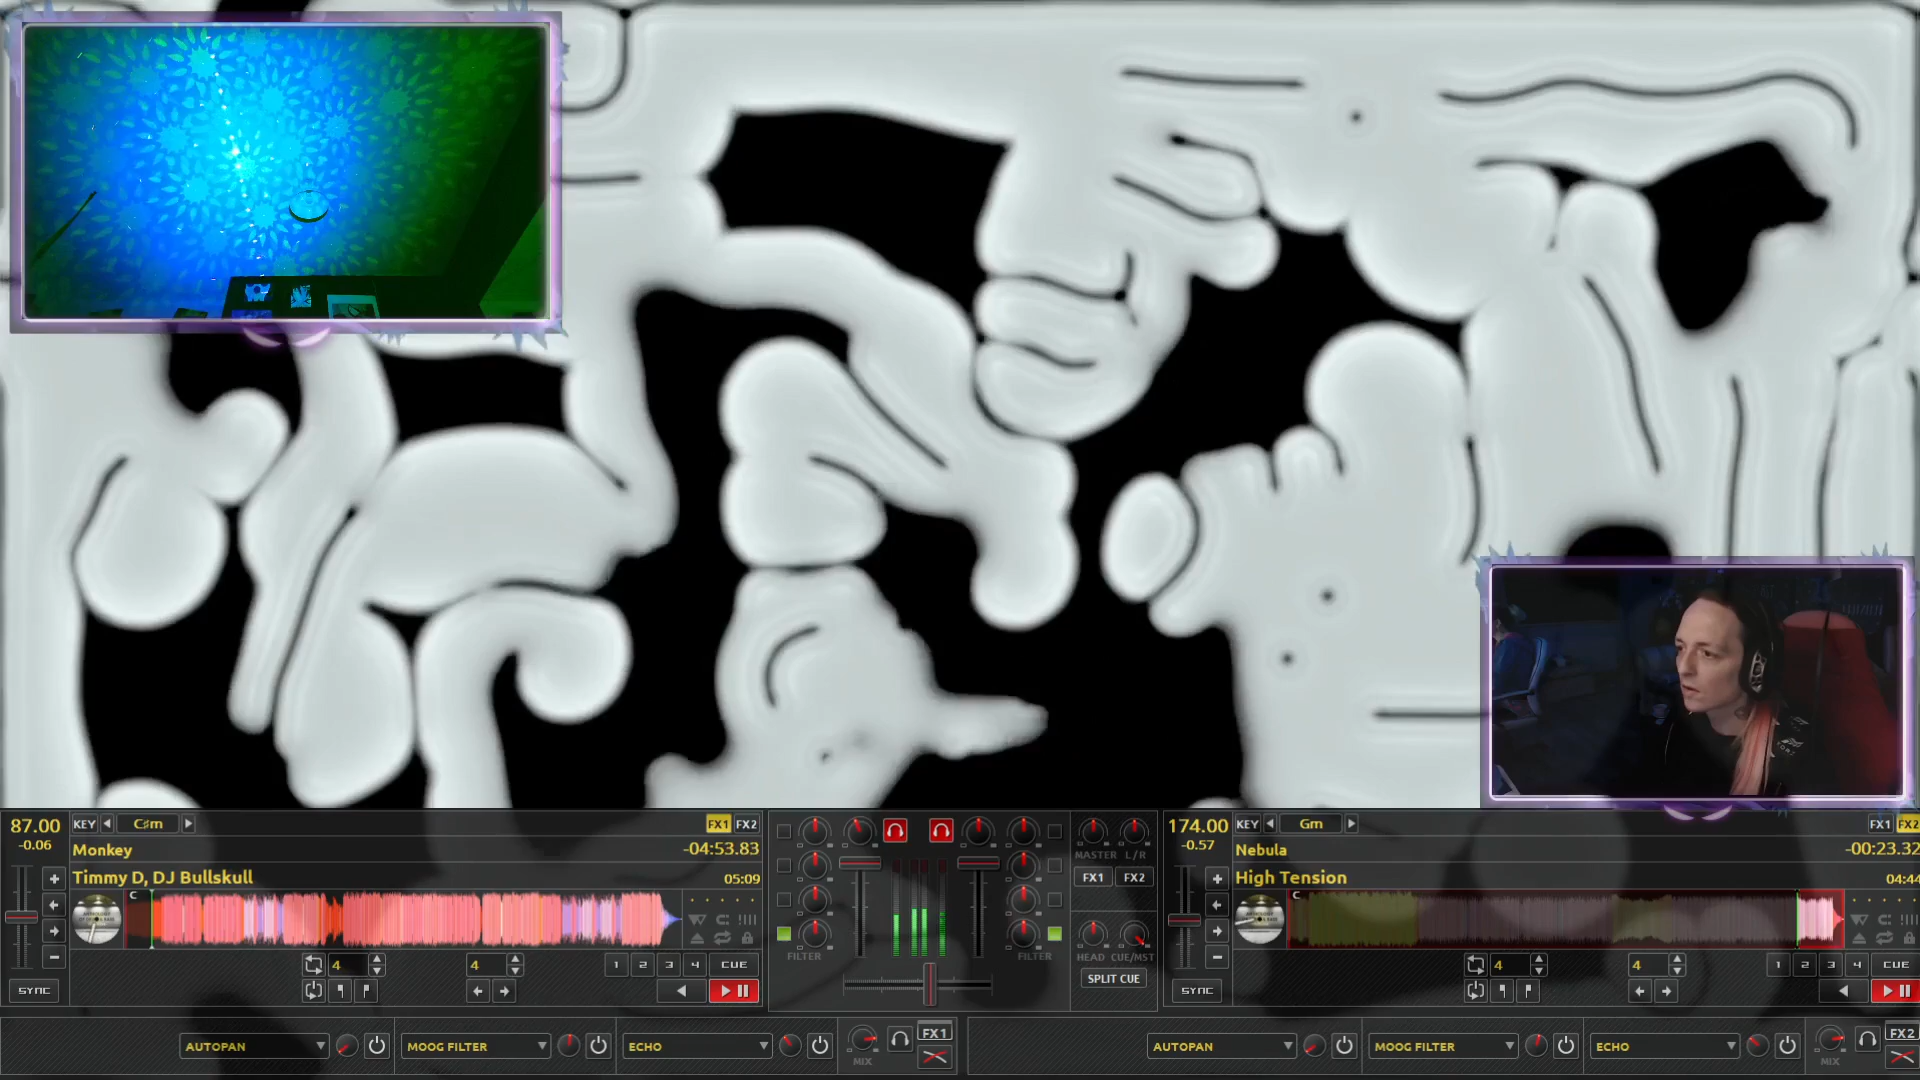 87.00
-0.06
KEY C♯m FX1 FX2
Monkey -04:53.83
Timmy D, DJ Bullskull 05:09
C
4 4 1 2 3 4 CUE
SYNC
FILTER FILTER
MASTER L/R
FX1 FX2
HEAD CUE/MST
SPLIT CUE
174.00
-0.57
KEY Gm FX1 FX2
Nebula -00:23.32
High Tension 04:44
C
4 4 1 2 3 4 CUE
SYNC
AUTOPAN MOOG FILTER ECHO MIX FX1
AUTOPAN MOOG FILTER ECHO MIX FX2